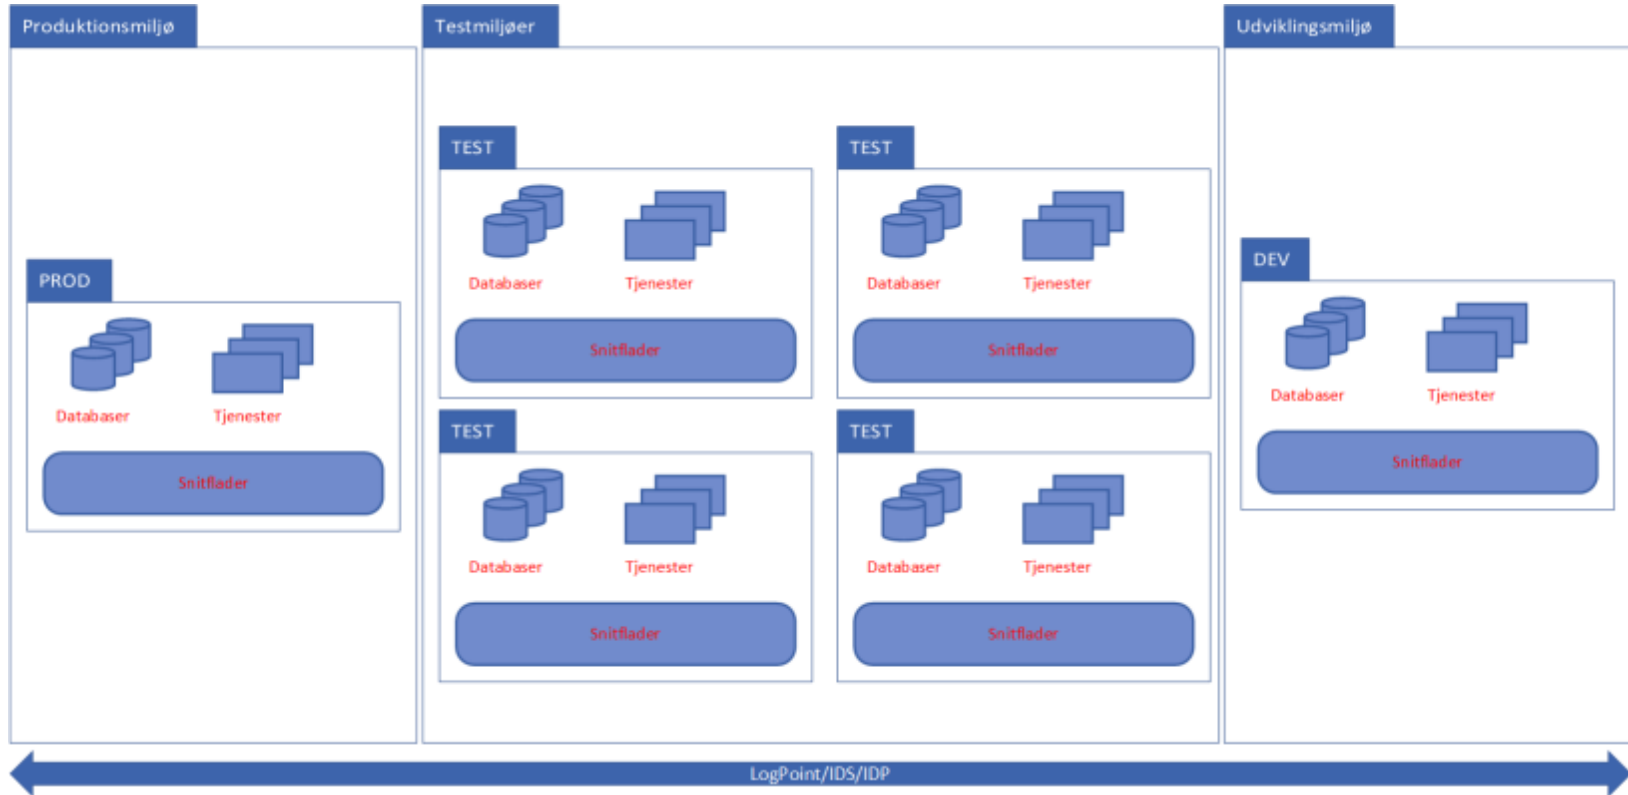 Produktionsmiljø
Testmiljøer
Udviklingsmiljø
PROD
Databaser
Tjenester
Snitflader
TEST
Databaser
Tjenester
Snitflader
TEST
Databaser
Tjenester
Snitflader
TEST
Databaser
Tjenester
Snitflader
TEST
Databaser
Tjenester
Snitflader
DEV
Databaser
Tjenester
Snitflader
LogPoint/IDS/IDP